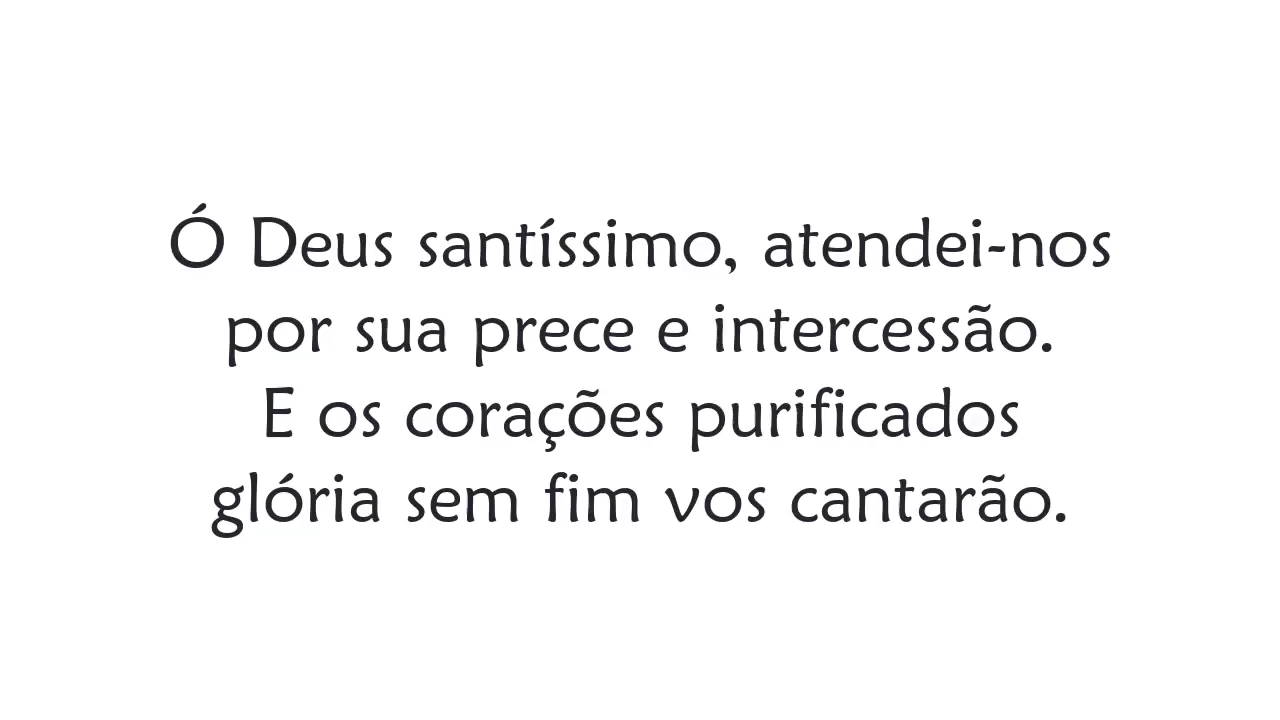 Ó Deus santíssimo, atendei-nos
por sua prece e intercessão.
E os corações purificados
glória sem fim vos cantarão.